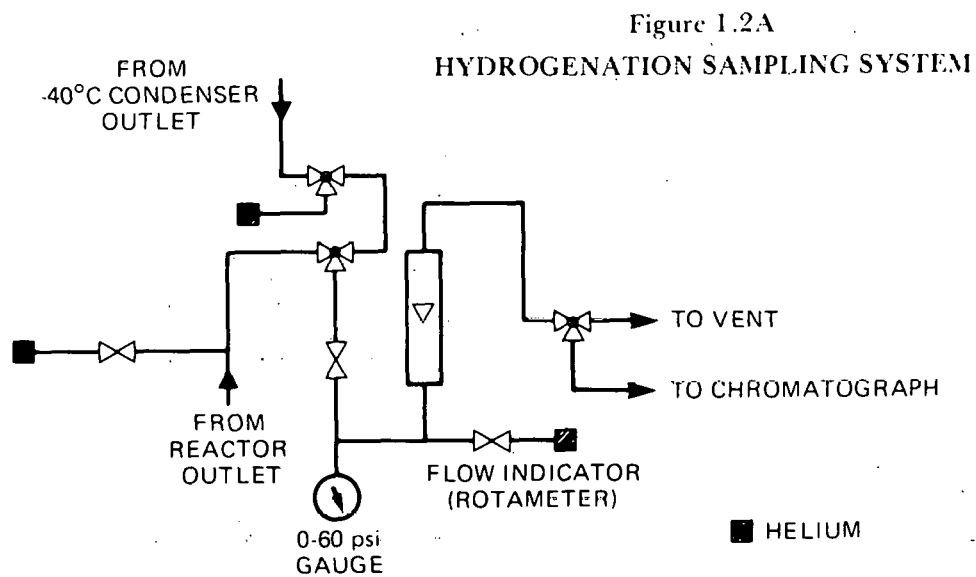 Figure 1.2A
HYDROGENATION SAMPLING SYSTEM
FROM
-40°C CONDENSER
OUTLET
TO VENT
TO CHROMATOGRAPH
FROM
REACTOR
OUTLET
FLOW INDICATOR
(ROTAMETER)
0-60 psi
GAUGE
HELIUM